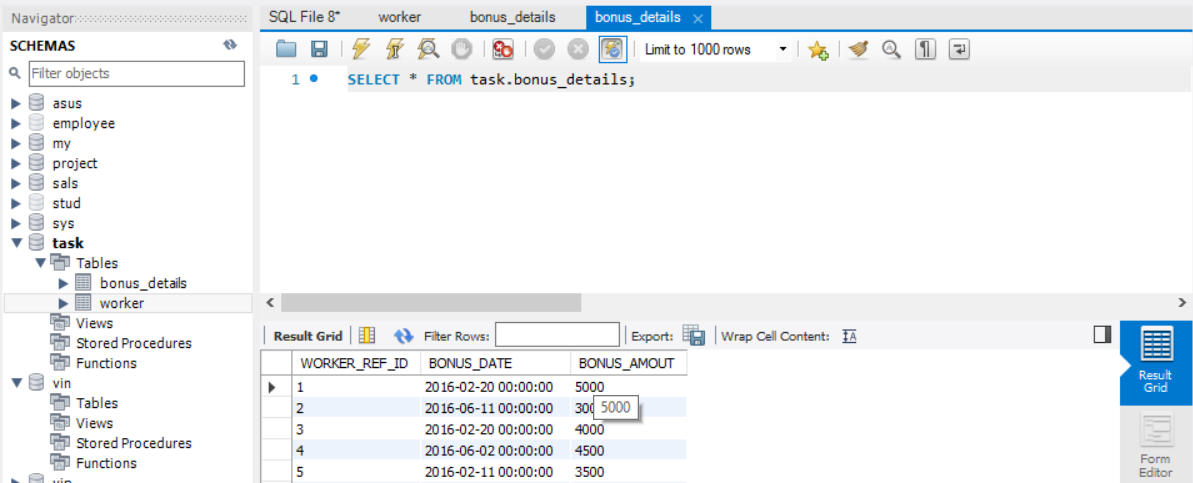 Navigator
SQL File 8*
worker
bonus_details
bonus_details
SCHEMAS
Filter objects
asus
employee
my
project
sals
stud
sys
task
Tables
bonus_details
worker
Views
Stored Procedures
Functions
vin
Tables
Views
Stored Procedures
Functions
Limit to 1000 rows
1 SELECT * FROM task.bonus_details;
Result Grid
Filter Rows:
Export:
Wrap Cell Content:
WORKER_REF_ID BONUS_DATE BONUS_AMOUT
1 2016-02-20 00:00:00 5000
2 2016-06-11 00:00:00
5000
3 2016-02-20 00:00:00 4000
4 2016-06-02 00:00:00 4500
5 2016-02-11 00:00:00 3500
Result
Grid
Form
Editor